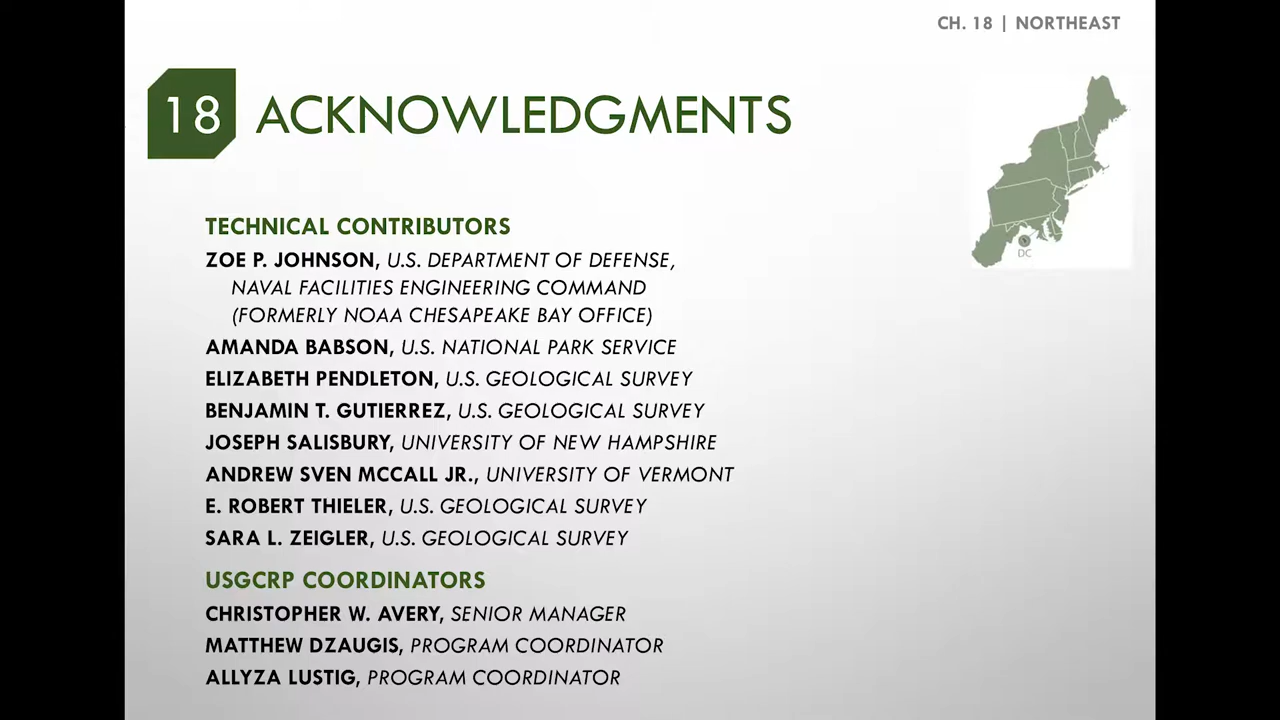 CH. 18 | NORTHEAST
18 ACKNOWLEDGMENTS
TECHNICAL CONTRIBUTORS
ZOE P. JOHNSON, U.S. DEPARTMENT OF DEFENSE,
NAVAL FACILITIES ENGINEERING COMMAND
(FORMERLY NOAA CHESAPEAKE BAY OFFICE)
AMANDA BABSON, U.S. NATIONAL PARK SERVICE
ELIZABETH PENDLETON, U.S. GEOLOGICAL SURVEY
BENJAMIN T. GUTIERREZ, U.S. GEOLOGICAL SURVEY
JOSEPH SALISBURY, UNIVERSITY OF NEW HAMPSHIRE
ANDREW SVEN MCCALL JR., UNIVERSITY OF VERMONT
E. ROBERT THIELER, U.S. GEOLOGICAL SURVEY
SARA L. ZEIGLER, U.S. GEOLOGICAL SURVEY
USGCRP COORDINATORS
CHRISTOPHER W. AVERY, SENIOR MANAGER
MATTHEW DZAUGIS, PROGRAM COORDINATOR
ALLYZA LUSTIG, PROGRAM COORDINATOR
DC